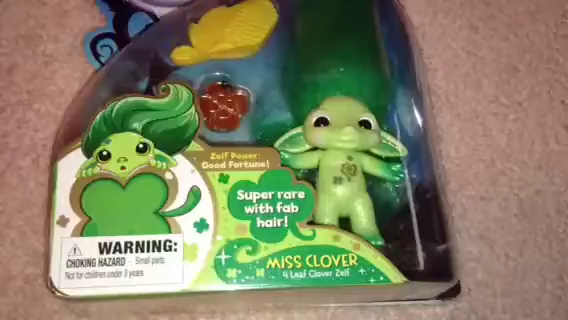 Zelf Power:
Good Fortune!
Super rare
with fab
hair!
WARNING:
CHOKING HAZARD - Small parts
Not for children under 3 years
MISS CLOVER
4 Leaf Clover Zelf